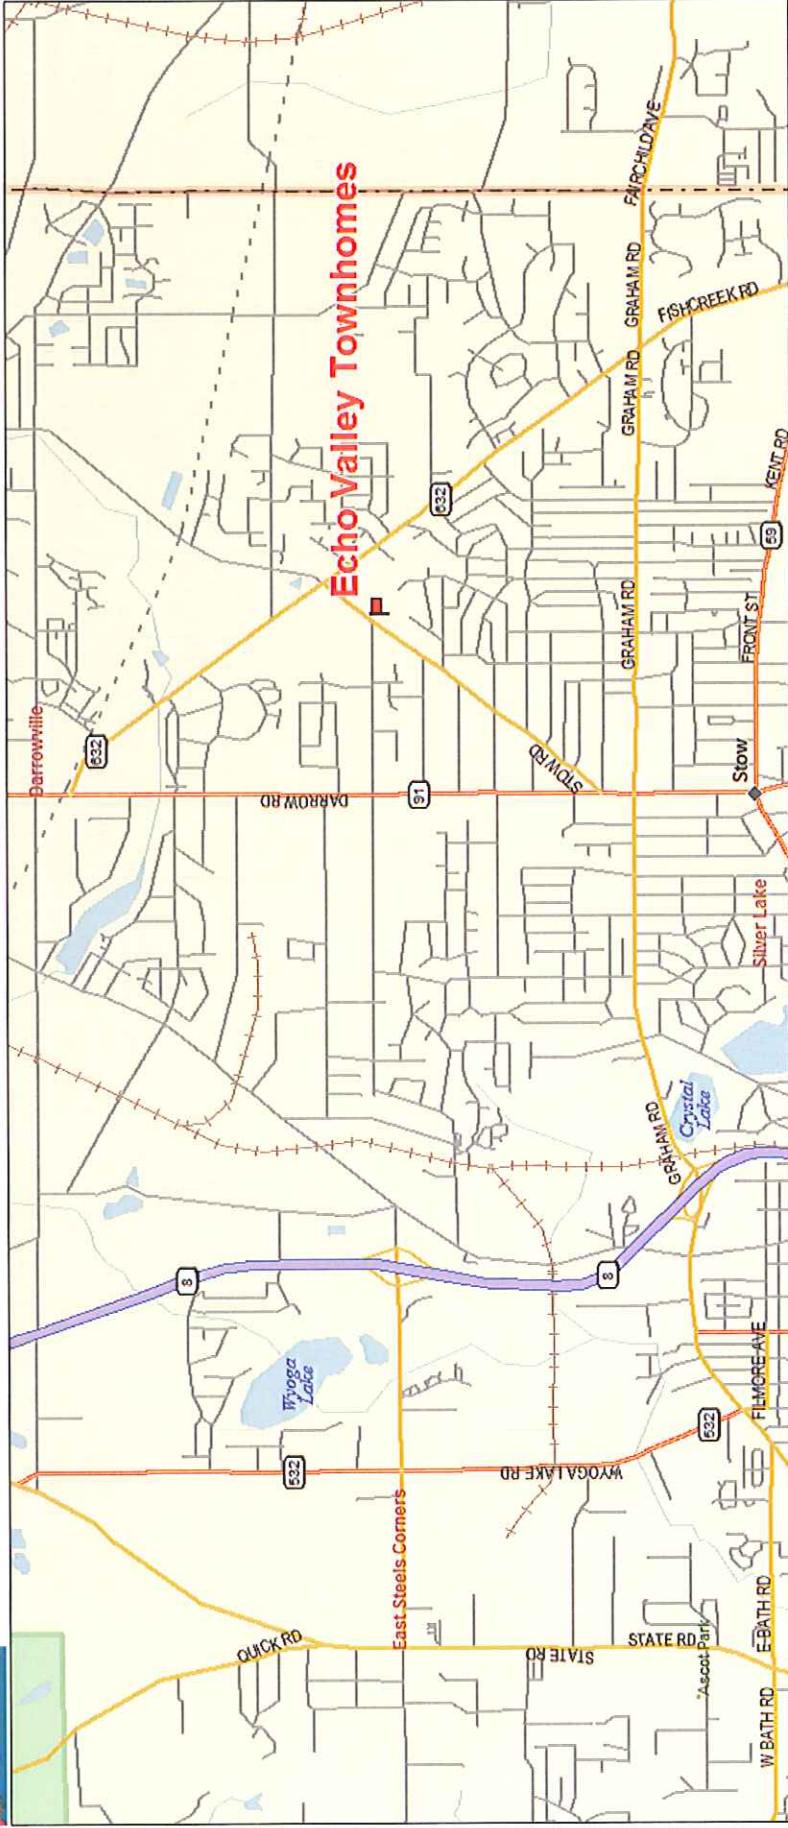 Darrowville
632
8
QUICK RD
532
Wyoga
Lake
DARROW RD
Echo Valley Townhomes
East Steels Corners
91
632
STATE RD
WYOGA LAKE RD
STOW RD
8
GRAHAM RD
GRAHAM RD
GRAHAM RD
FAIRCHILD AVE
STATE RD
GRAHAM RD
Crystal
Lake
Ascot Park
532
FISHCREEK RD
Stow
FRONT ST
Silver Lake
FILMORE AVE
W BATH RD
E BATH RD
59
KENT RD